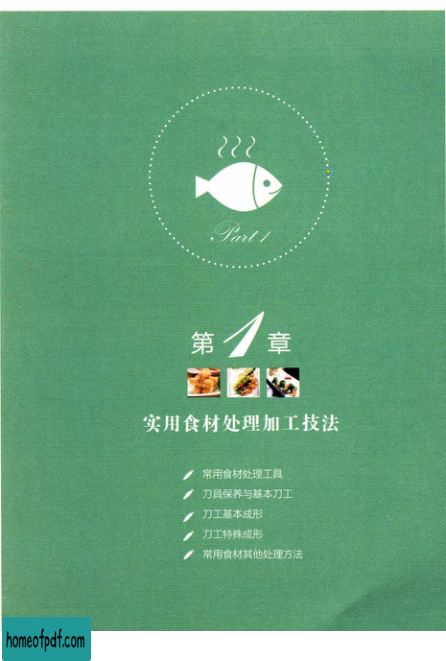 Part 1
第1章
实用食材处理加工技法
常用食材处理工具
刀具保养与基本刀工
刀工基本成形
刀工特殊成形
常用食材其他处理方法
homeofpdf.com